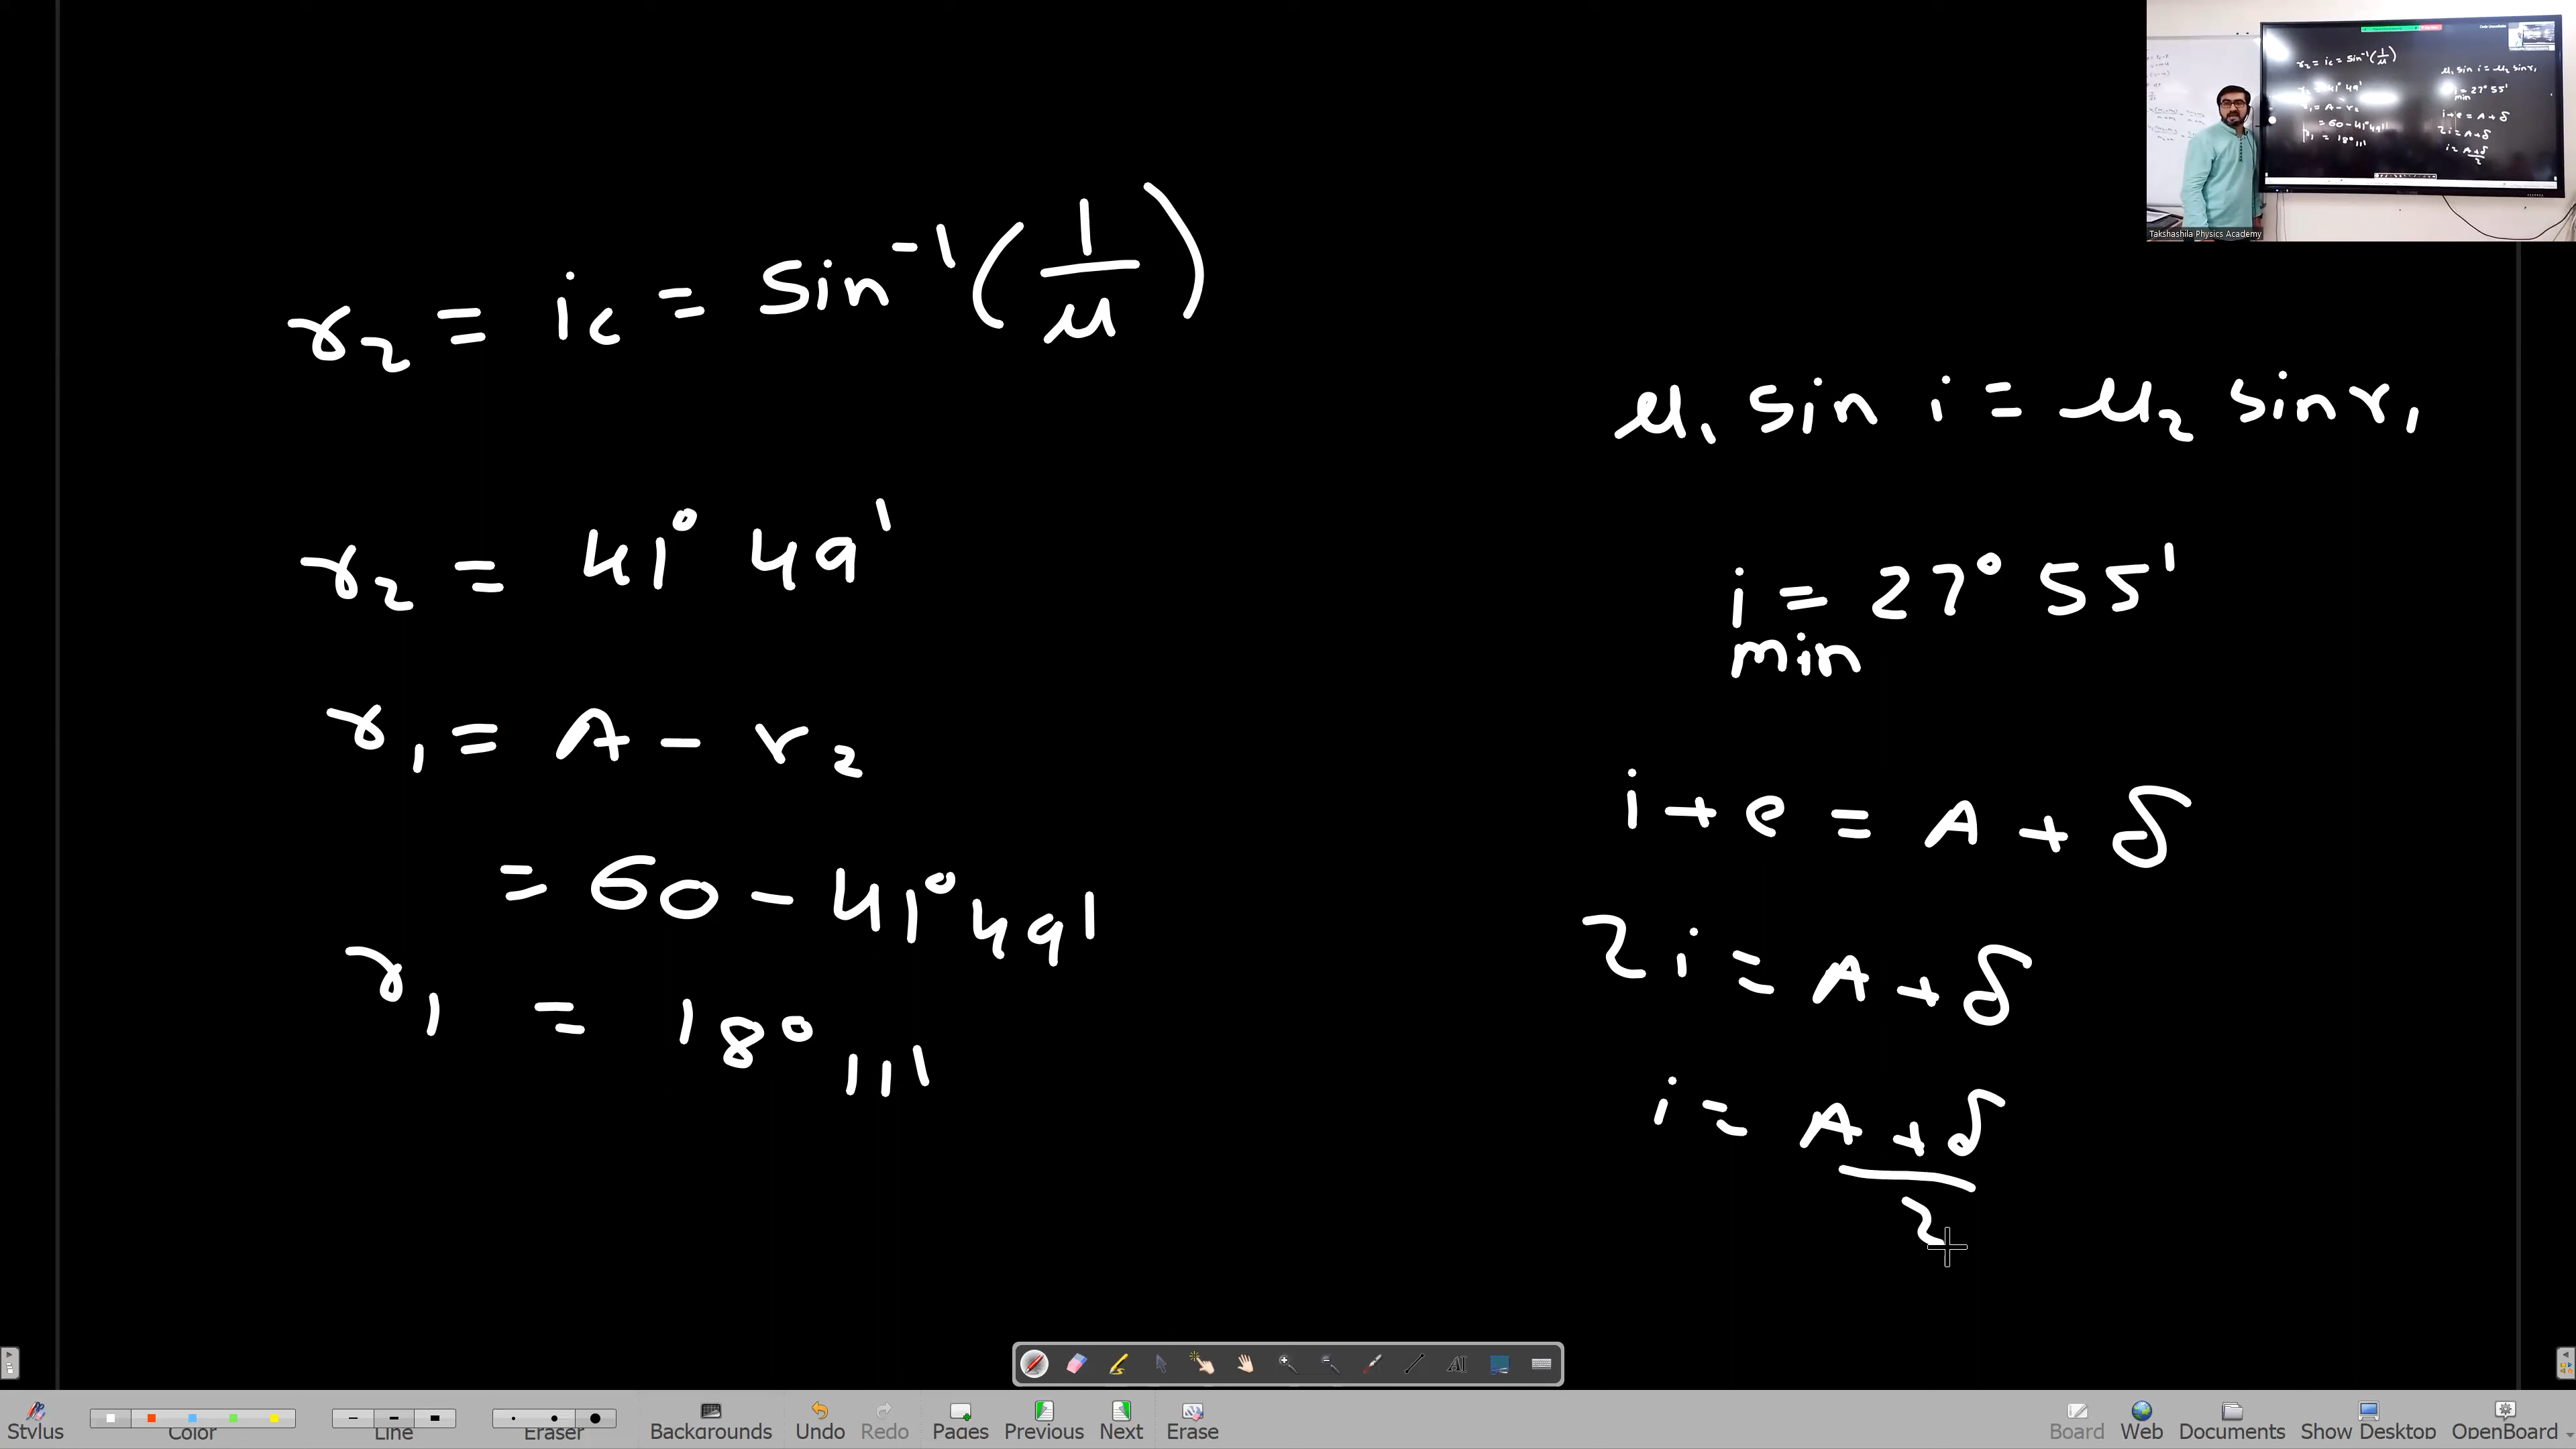 r₂ = ic = sin⁻¹(1/μ)
r₂ = 41° 49'
r₁ = A - r₂
= 60 - 41° 49'
r₁ = 18° 11'
μ₁ sin i = μ₂ sin r₁
i = 27° 55'
min
i + e = A + δ
2i = A + δ
i = A + δ
2
Takshashila Physics Academy
Stylus
Color
Line
Eraser
Backgrounds
Undo
Redo
Pages
Previous
Next
Erase
Board
Web
Documents
Show Desktop
OpenBoard